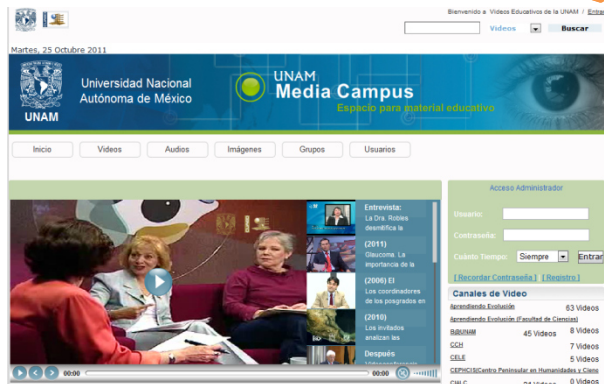 Bienvenido a Videos Educativos de la UNAM / Entrar
Videos
Buscar
Martes, 25 Octubre 2011
UNAM
Universidad Nacional
Autónoma de México
UNAM
Media Campus
Espacio para material educativo
Inicio
Videos
Audios
Imágenes
Grupos
Usuarios
Entrevista:
La Dra. Robles
desmitifica la
(2011)
Glaucoma. La
importancia de la
(2006) El
Los coordinadores
de los posgrados en
(2010)
Los invitados
analizan las
Después
00:00
00:00
Acceso Administrador
Usuario:
Contraseña:
Cuánto Tiempo:
Siempre
Entrar
[Recordar Contraseña] [Registro]
Canales de Video
Aprendiendo Evolución 63 Videos
Aprendiendo Evolución (Facultad de Ciencias)
45 Videos
B@UNAM 8 Videos
CCH 7 Videos
CELE 5 Videos
CEPHCIS(Centro Peninsular en Humanidades y Ciens
0 Videos